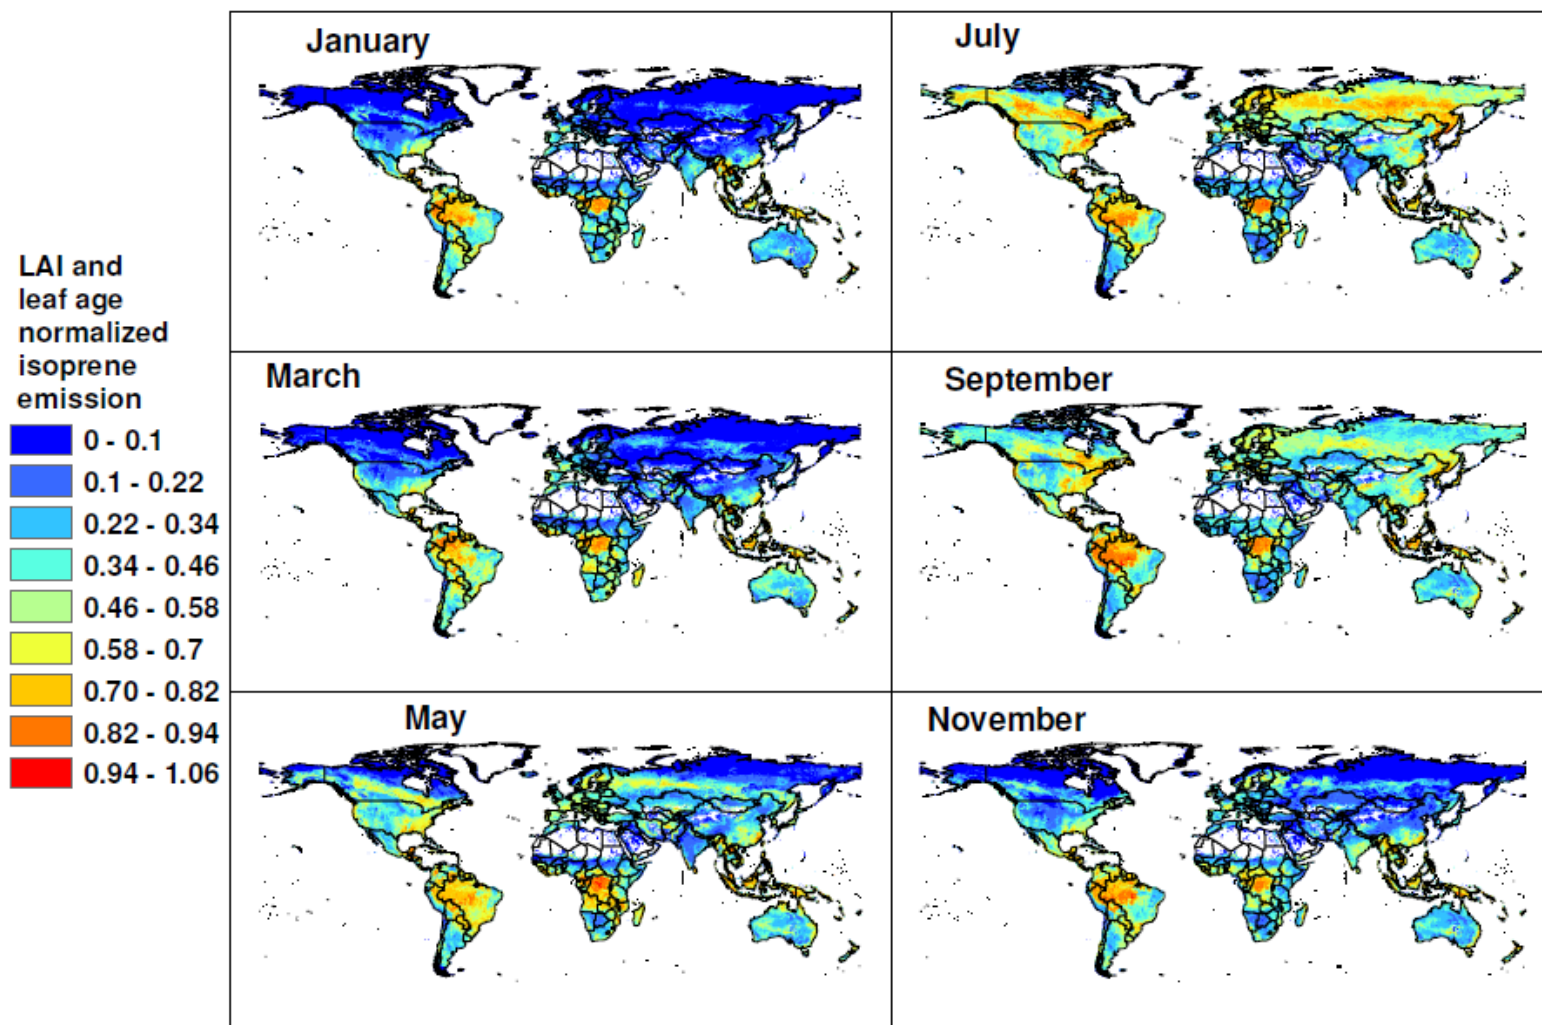 January
July
March
September
May
November
LAI and
leaf age
normalized
isoprene
emission
0 - 0.1
0.1 - 0.22
0.22 - 0.34
0.34 - 0.46
0.46 - 0.58
0.58 - 0.7
0.70 - 0.82
0.82 - 0.94
0.94 - 1.06